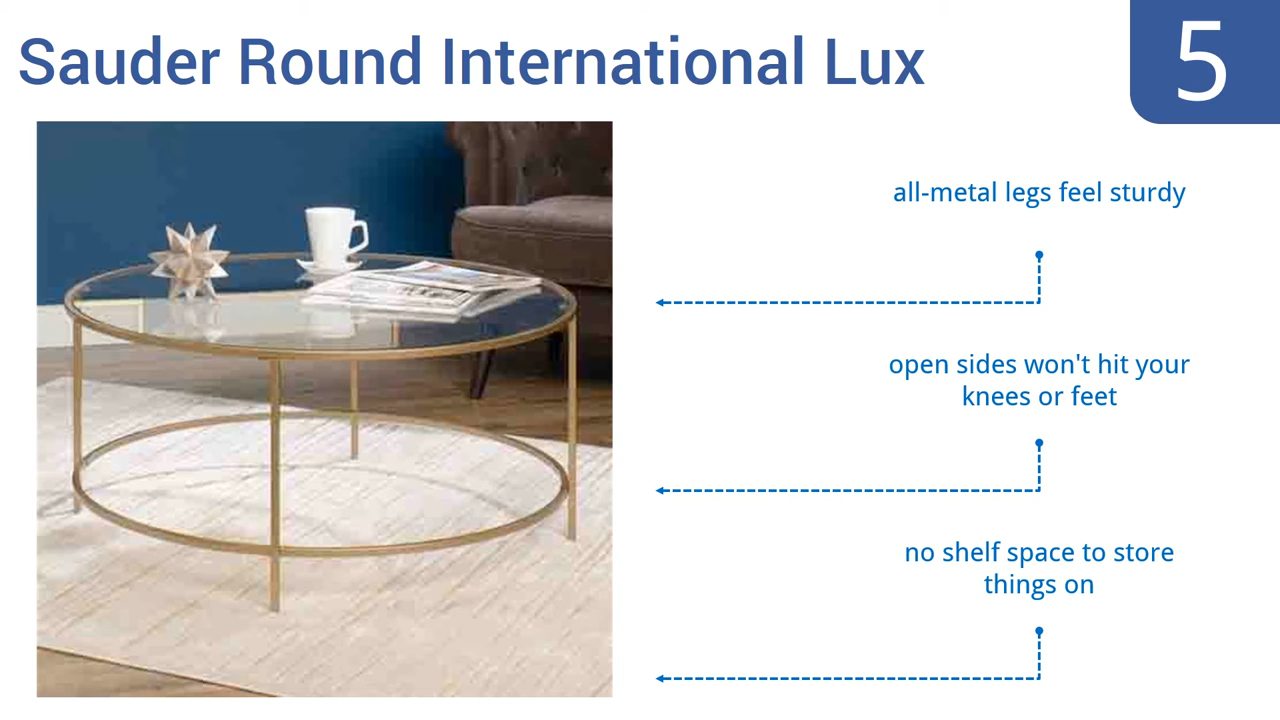 Sauder Round International Lux
5
all-metal legs feel sturdy
open sides won't hit your
knees or feet
no shelf space to store
things on